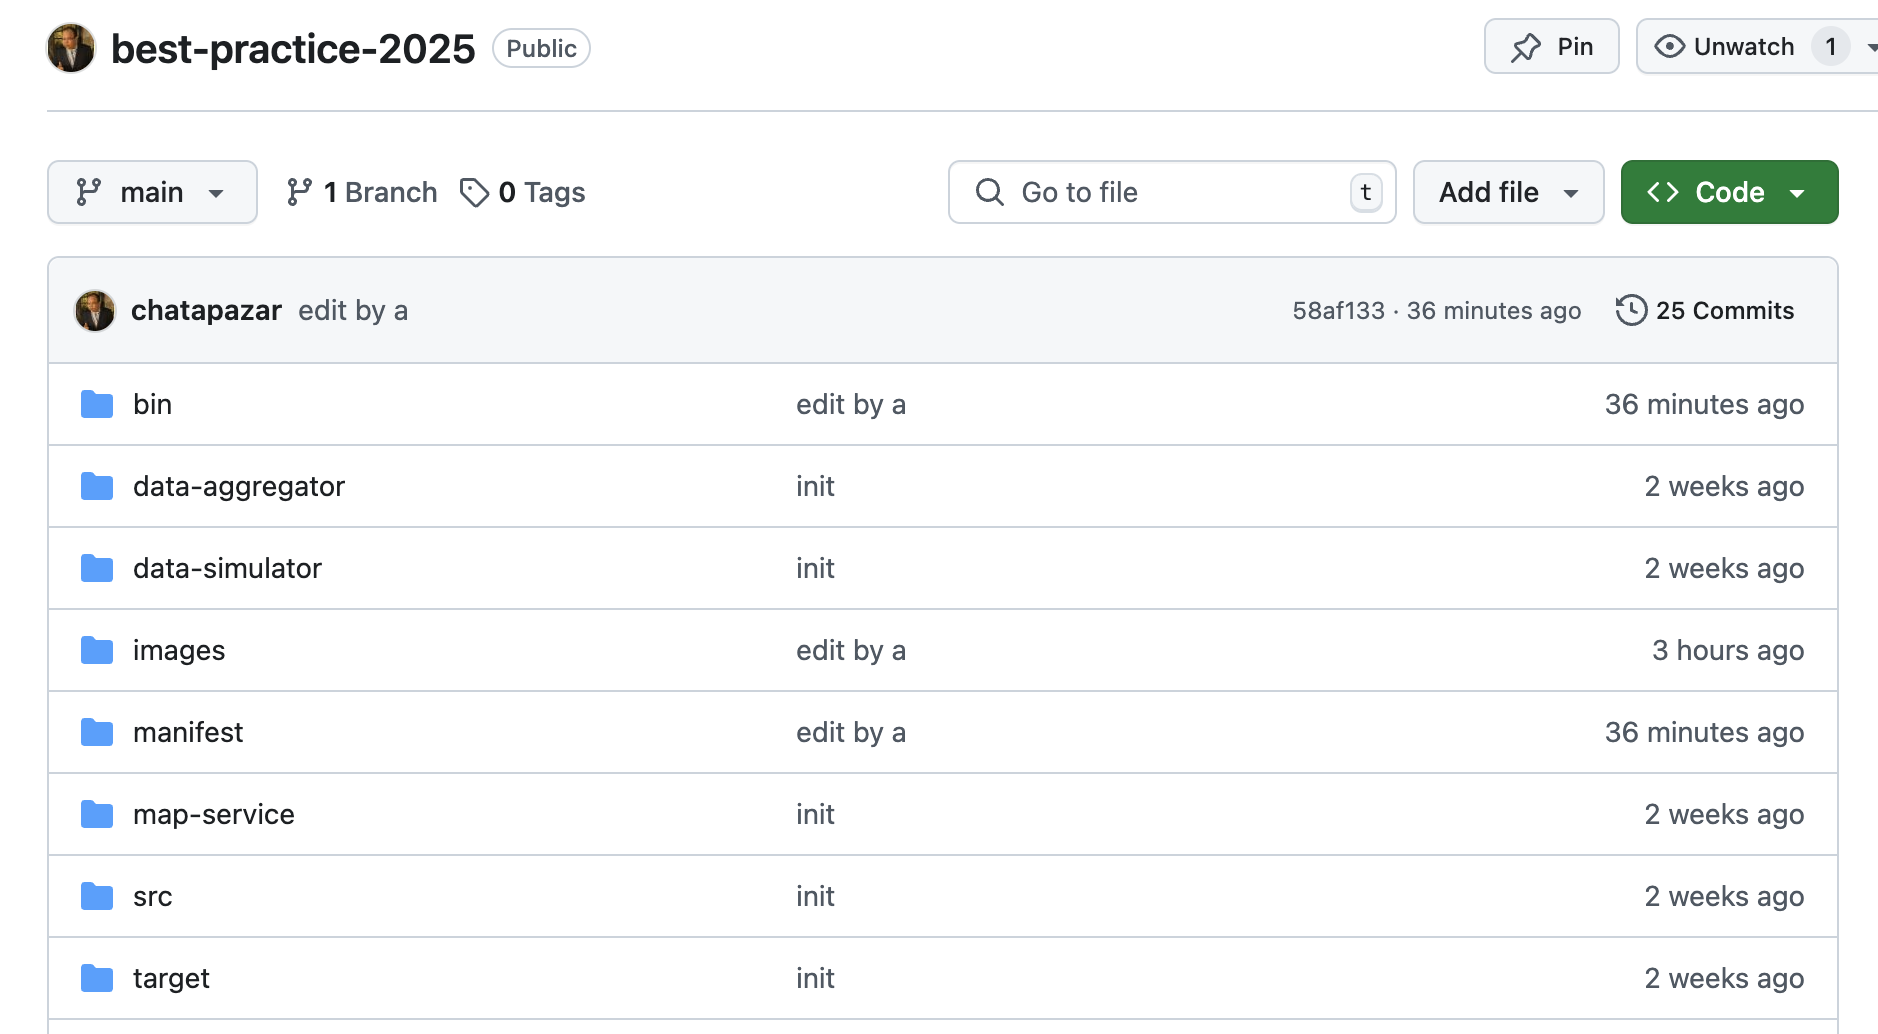 best-practice-2025 Public Pin Unwatch 1
main 1 Branch 0 Tags Go to file t Add file Code
chatapazar edit by a 58af133 · 36 minutes ago 25 Commits
bin edit by a 36 minutes ago
data-aggregator init 2 weeks ago
data-simulator init 2 weeks ago
images edit by a 3 hours ago
manifest edit by a 36 minutes ago
map-service init 2 weeks ago
src init 2 weeks ago
target init 2 weeks ago